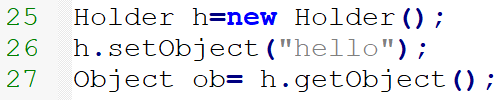 25 Holder h=new Holder();
26 h.setObject("hello");
27 Object ob= h.getObject();